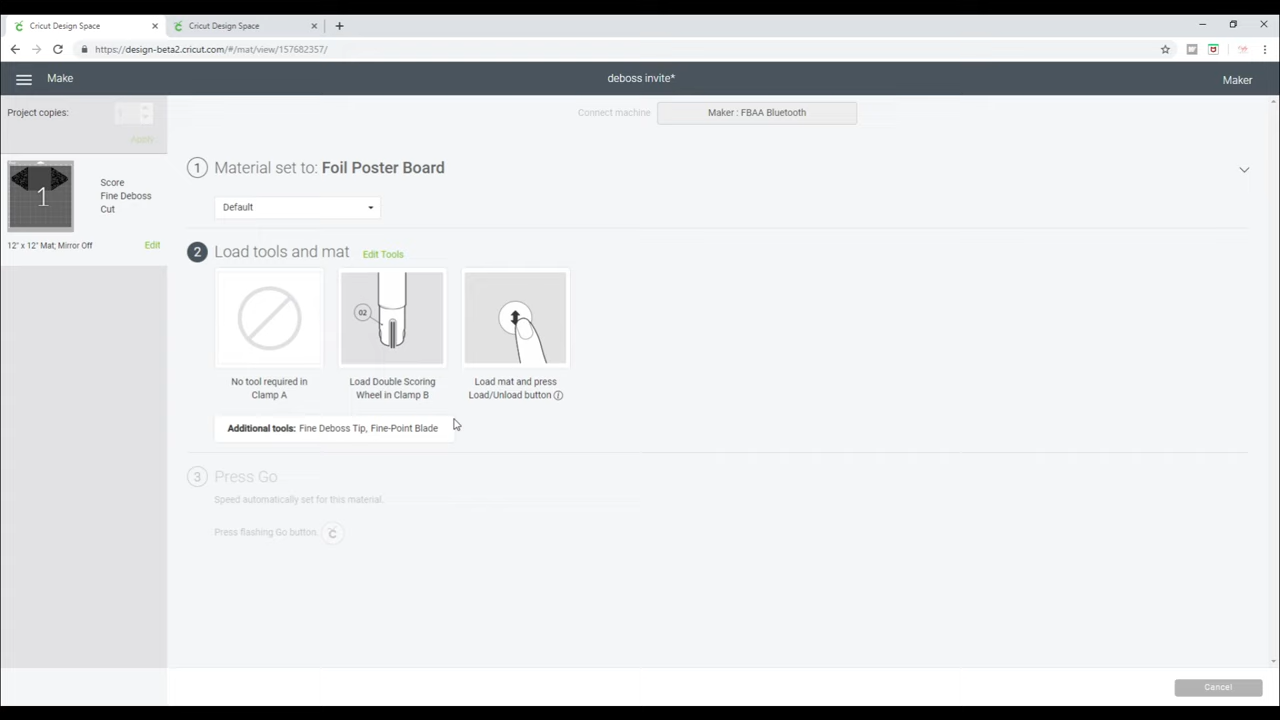 Cricut Design Space
Cricut Design Space
https://design-beta2.cricut.com/#/mat/view/157682357/
Make
deboss invite*
Maker
Project copies:
Apply
Connect machine
Maker : FBAA Bluetooth
1
Score
Fine Deboss
Cut
12" x 12" Mat; Mirror Off
Edit
1 Material set to: Foil Poster Board
Default
2 Load tools and mat Edit Tools
02
No tool required in
Clamp A
Load Double Scoring
Wheel in Clamp B
Load mat and press
Load/Unload button
Additional tools: Fine Deboss Tip, Fine-Point Blade
3 Press Go
Speed automatically set for this material.
Press flashing Go button.
Cancel